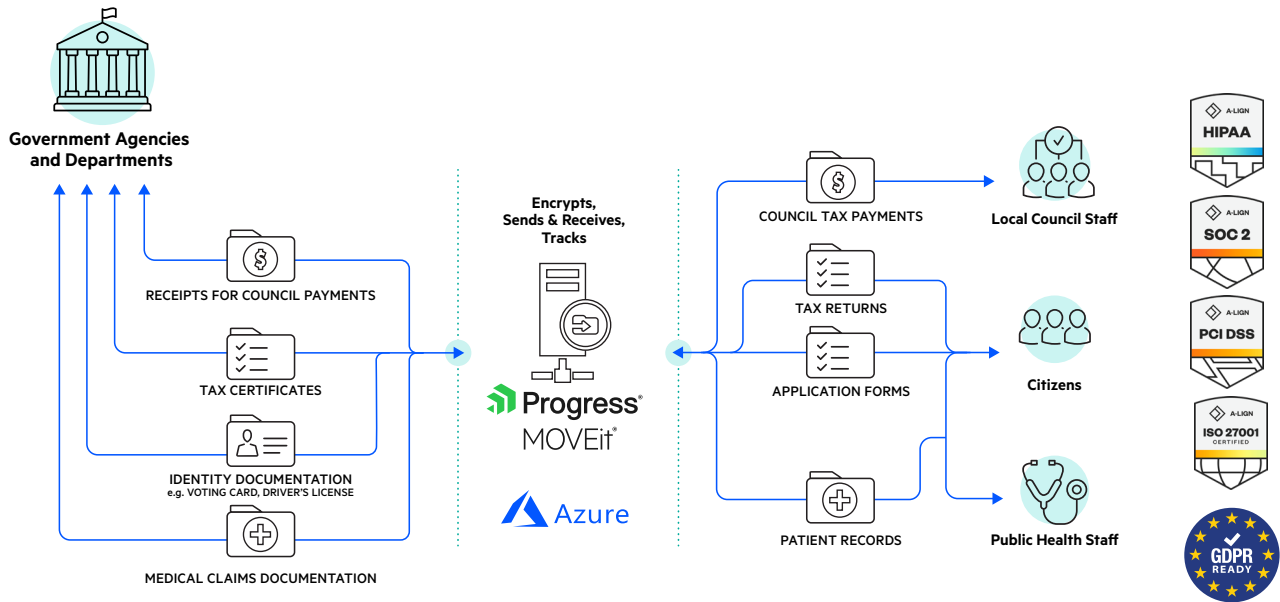 Government Agencies
and Departments
RECEIPTS FOR COUNCIL PAYMENTS
TAX CERTIFICATES
IDENTITY DOCUMENTATION
e.g. VOTING CARD, DRIVER'S LICENSE
MEDICAL CLAIMS DOCUMENTATION
Encrypts,
Sends & Receives,
Tracks
Progress®
MOVEit®
Azure
$
$
COUNCIL TAX PAYMENTS
TAX RETURNS
APPLICATION FORMS
PATIENT RECORDS
Local Council Staff
Citizens
Public Health Staff
A-LIGN
HIPAA
A-LIGN
SOC 2
A-LIGN
PCI DSS
A-LIGN
ISO 27001
CERTIFIED
GDPR
READY